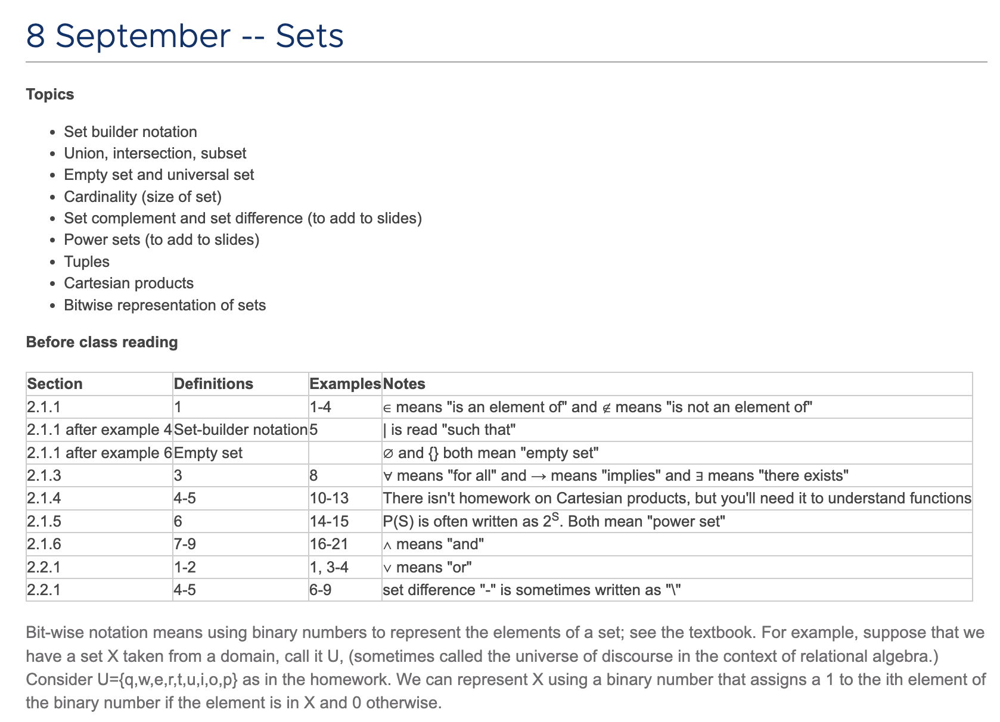 8 September -- Sets
Topics
• Set builder notation
• Union, intersection, subset
• Empty set and universal set
• Cardinality (size of set)
• Set complement and set difference (to add to slides)
• Power sets (to add to slides)
• Tuples
• Cartesian products
• Bitwise representation of sets
Before class reading
Section Definitions Examples Notes
2.1.1 1 1-4 ∈ means "is an element of" and ∉ means "is not an element of"
2.1.1 after example 4 Set-builder notation 5 | is read "such that"
2.1.1 after example 6 Empty set ∅ and {} both mean "empty set"
2.1.3 3 8 ∀ means "for all" and → means "implies" and ∃ means "there exists"
2.1.4 4-5 10-13 There isn't homework on Cartesian products, but you'll need it to understand functions
2.1.5 6 14-15 P(S) is often written as 2^S. Both mean "power set"
2.1.6 7-9 16-21 ∧ means "and"
2.2.1 1-2 1, 3-4 ∨ means "or"
2.2.1 4-5 6-9 set difference "-" is sometimes written as "\"
Bit-wise notation means using binary numbers to represent the elements of a set; see the textbook. For example, suppose that we
have a set X taken from a domain, call it U, (sometimes called the universe of discourse in the context of relational algebra.)
Consider U={q,w,e,r,t,u,i,o,p} as in the homework. We can represent X using a binary number that assigns a 1 to the ith element of
the binary number if the element is in X and 0 otherwise.